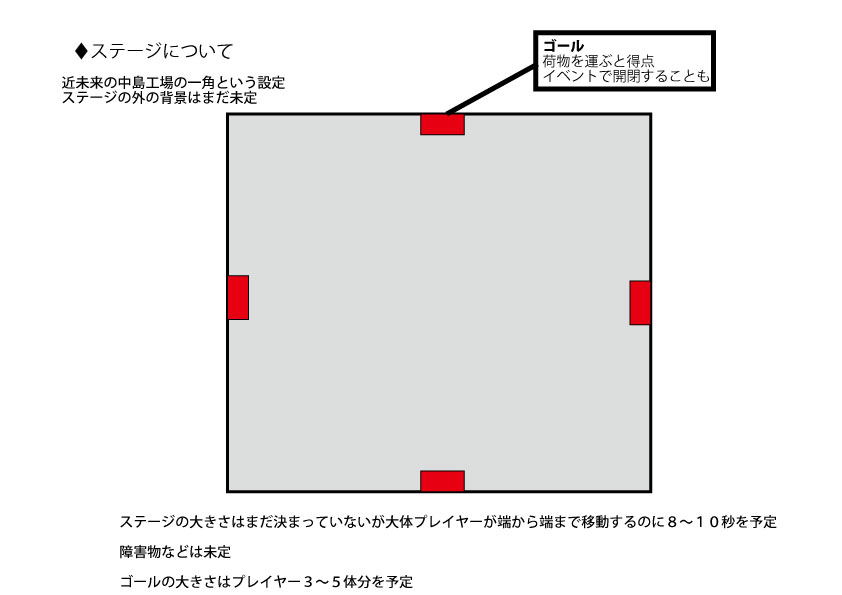 ◆ステージについて
近未来の中島工場の一角という設定
ステージの外の背景はまだ未定
ゴール
荷物を運ぶと得点
イベントで開閉することも
ステージの大きさはまだ決まっていないが大体プレイヤーが端から端まで移動するのに８～１０秒を予定
障害物などは未定
ゴールの大きさはプレイヤー３～５体分を予定